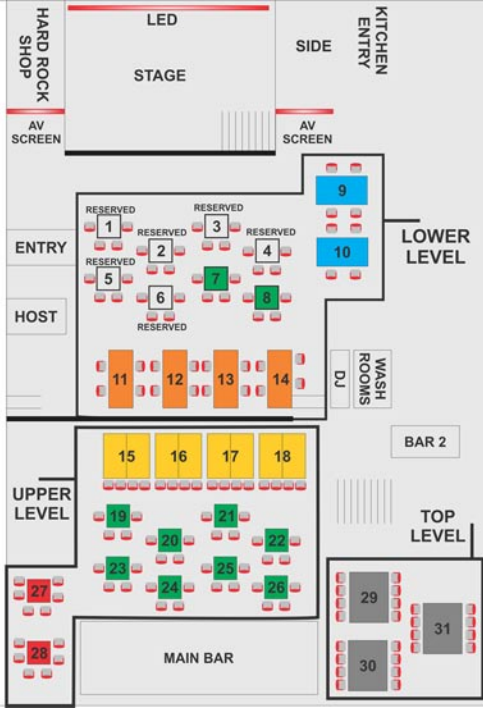 LED
STAGE
SIDE
KITCHEN
ENTRY
HARD ROCK
SHOP
AV
SCREEN
AV
SCREEN
RESERVED
1
RESERVED
3
2
RESERVED
4
RESERVED
5
RESERVED
6
RESERVED
7
8
9
10
LOWER
LEVEL
ENTRY
HOST
11
12
13
14
DJ
WASH
ROOMS
BAR 2
15
16
17
18
UPPER
LEVEL
19
20
21
22
23
24
25
26
27
28
TOP
LEVEL
29
30
31
MAIN BAR